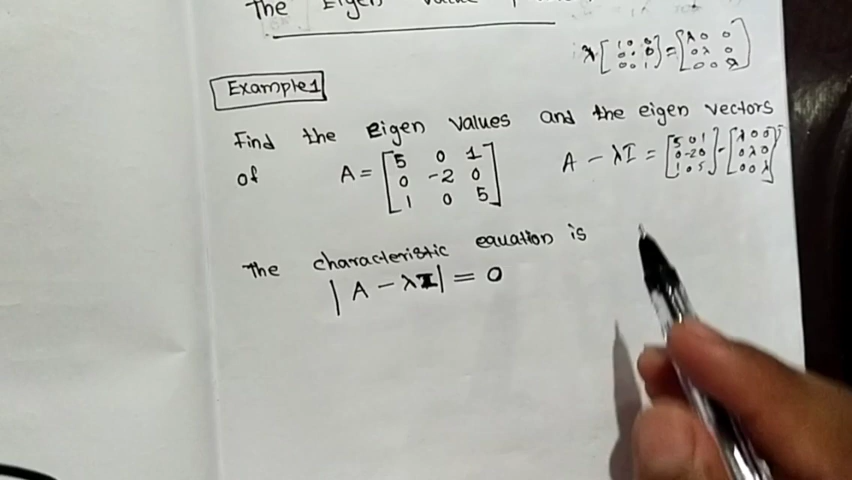 The Eigen Value
λ [1 0 0 0 0 0 0 1] = [λ 0 0 0 λ 0 0 0 λ]
Example 1
Find the eigen values and the eigen vectors
of A = [5 0 1 0 -2 0 1 0 5]
A - λI = [5 0 1 0 -2 0 1 0 5] - [λ 0 0 0 λ 0 0 0 λ]
The characteristic equation is
|A - λI| = 0